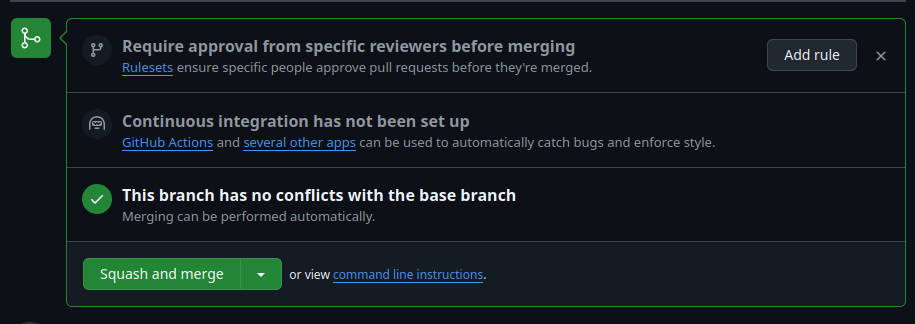 Require approval from specific reviewers before merging
Rulesets ensure specific people approve pull requests before they're merged.
Add rule
Continuous integration has not been set up
GitHub Actions and several other apps can be used to automatically catch bugs and enforce style.
This branch has no conflicts with the base branch
Merging can be performed automatically.
Squash and merge
or view command line instructions.